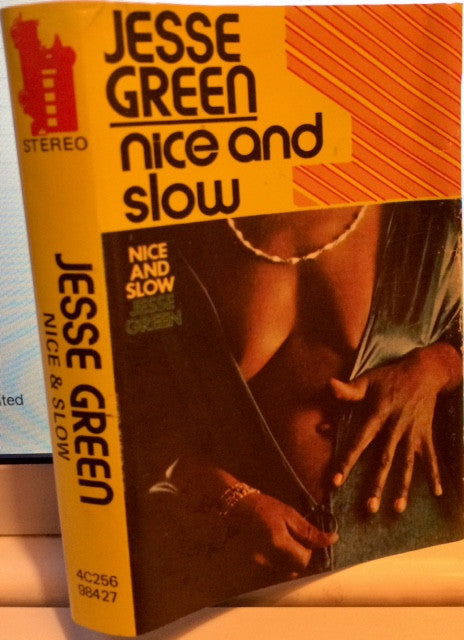 STEREO
JESSE GREEN
NICE & SLOW
4C256
98427
JESSE
GREEN
nice and
slow
NICE
AND
SLOW
JESSE
GREEN